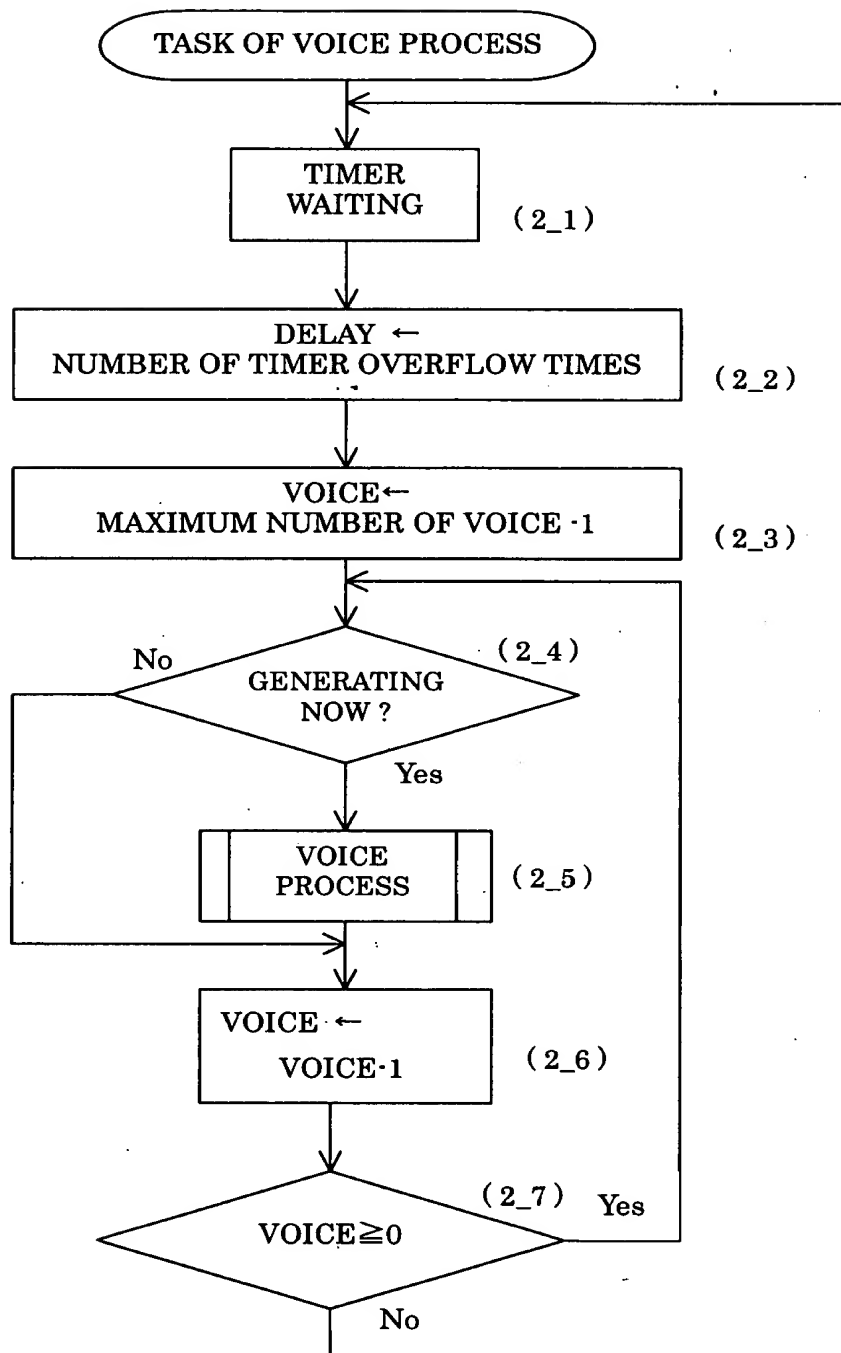 TASK OF VOICE PROCESS
TIMER
WAITING
(2_1)
DELAY ←
NUMBER OF TIMER OVERFLOW TIMES
(2_2)
VOICE←
MAXIMUM NUMBER OF VOICE -1
(2_3)
No
(2_4)
GENERATING
NOW ?
Yes
VOICE
PROCESS
(2_5)
VOICE ←
VOICE-1
(2_6)
(2_7)
Yes
VOICE≧0
No